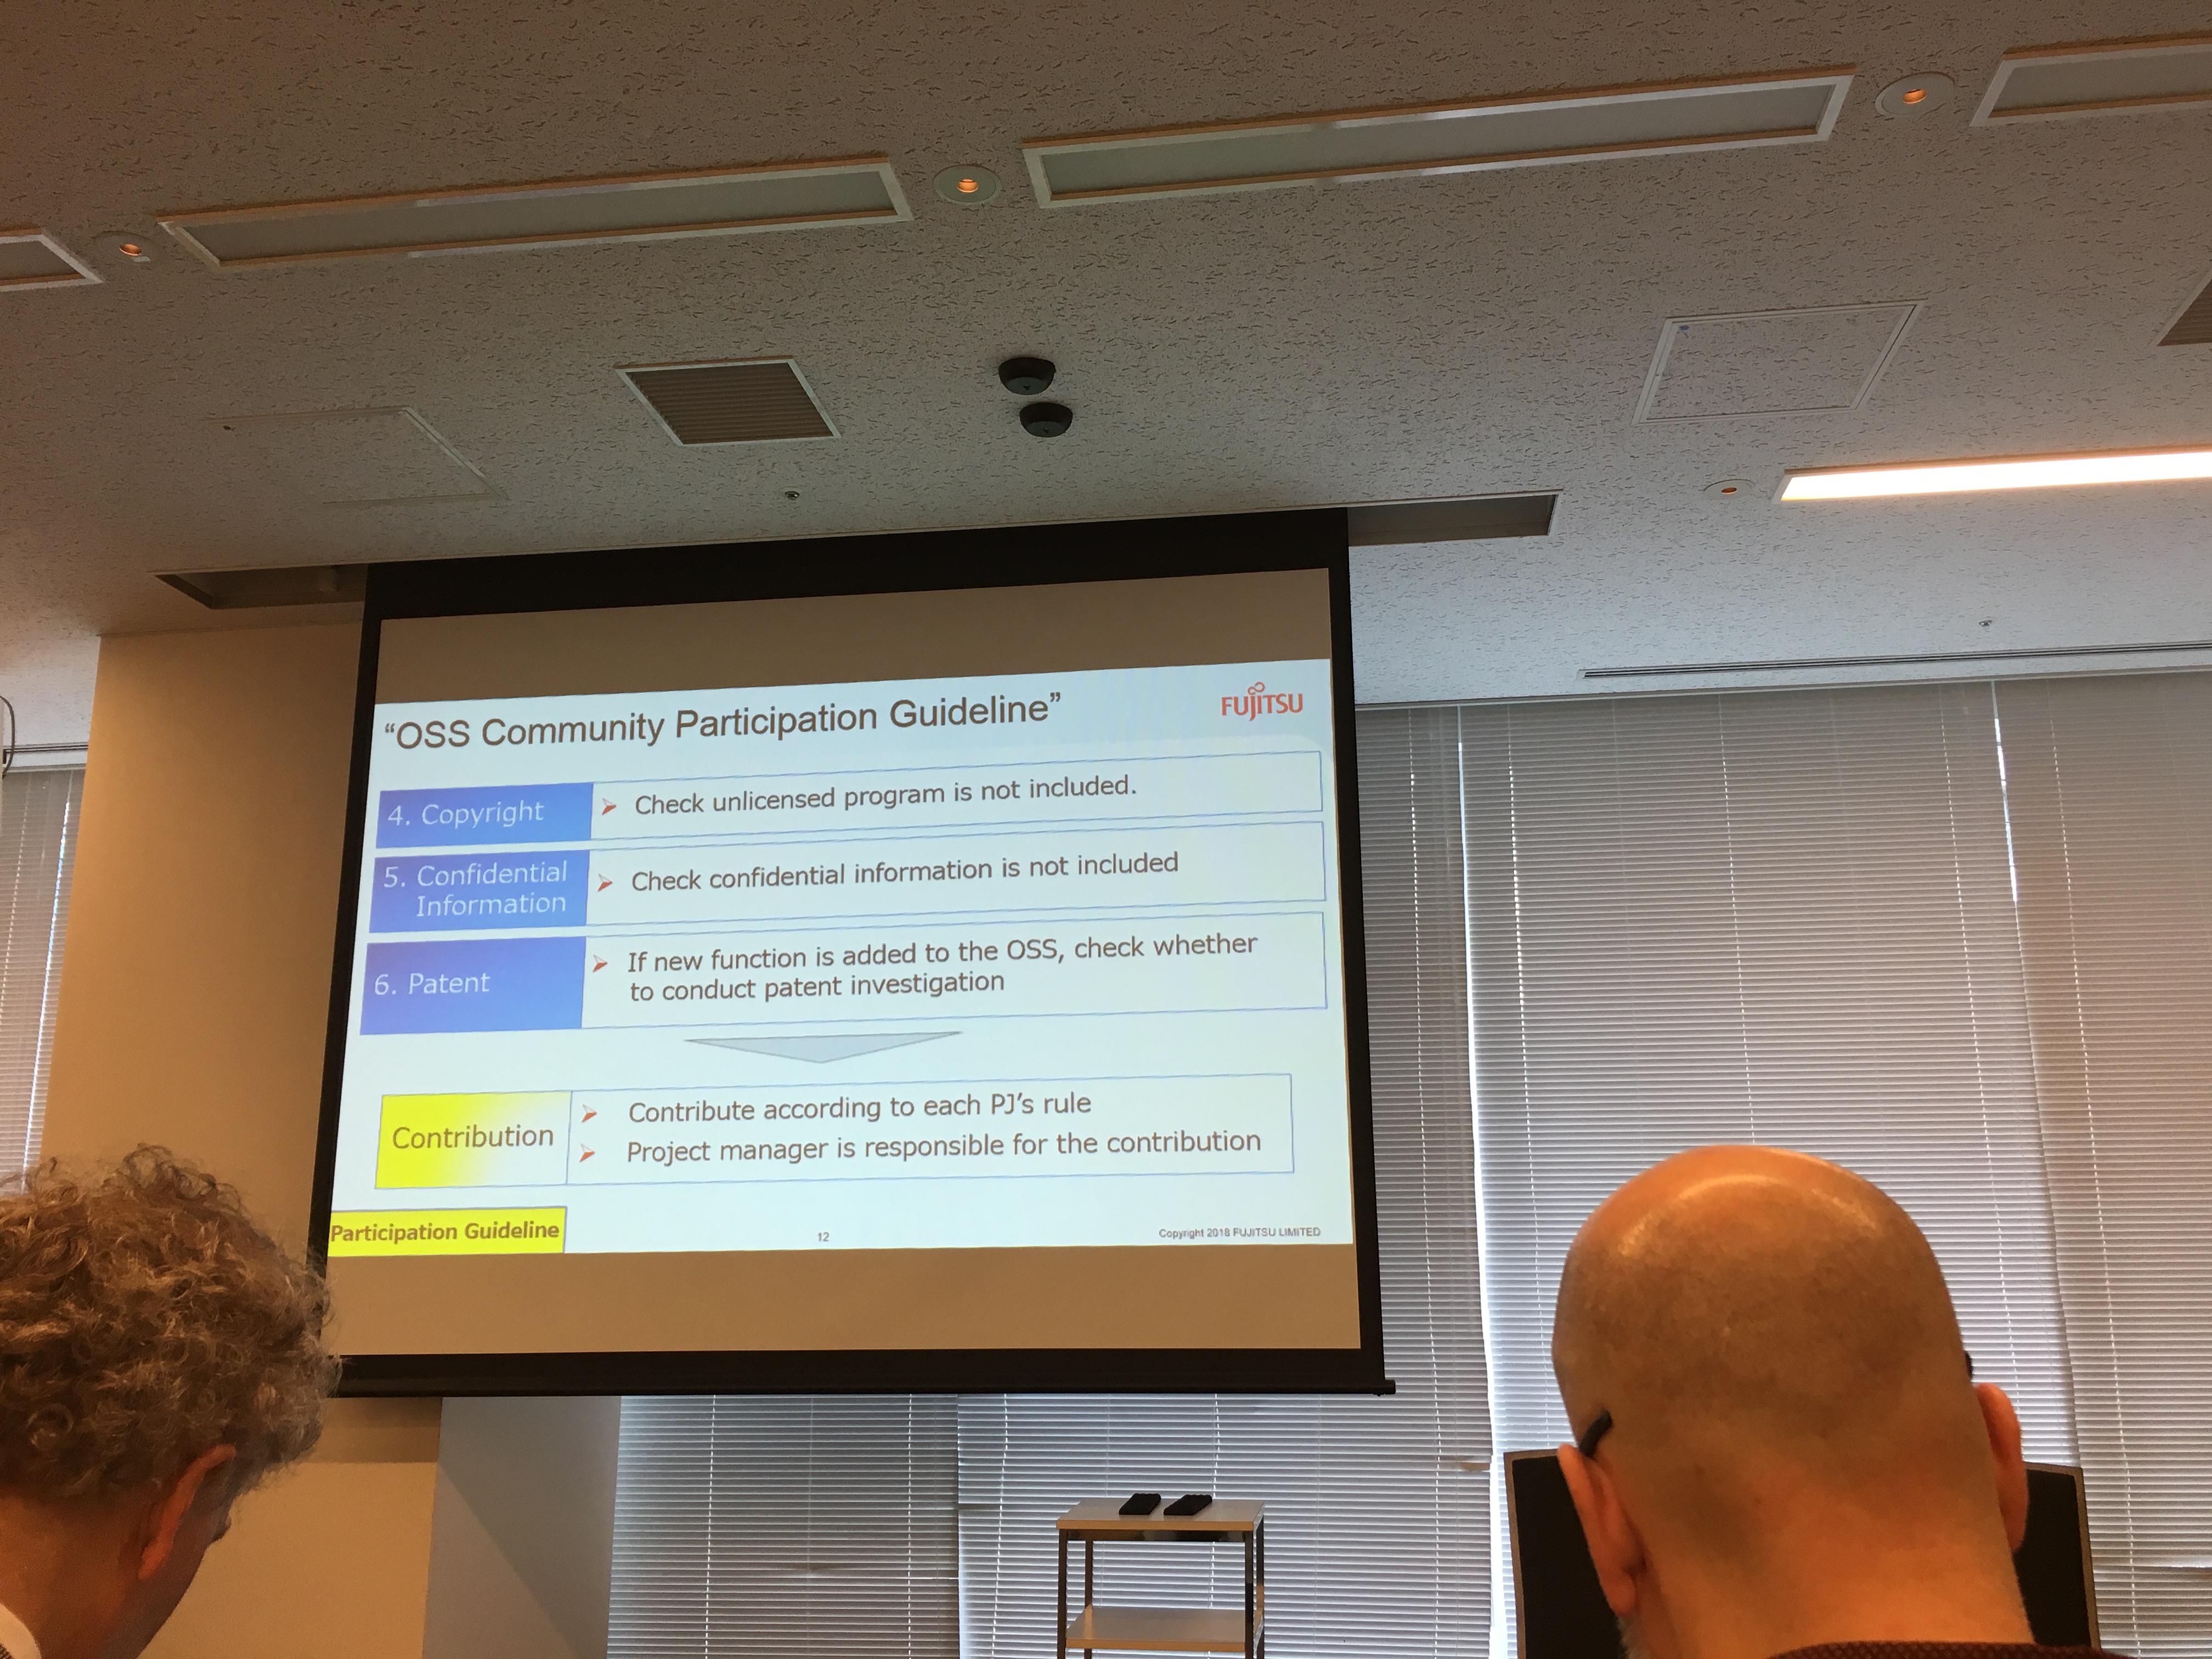 “OSS Community Participation Guideline”
FUJITSU
4. Copyright
Check unlicensed program is not included.
5. Confidential
Information
Check confidential information is not included
6. Patent
If new function is added to the OSS, check whether
to conduct patent investigation
Contribution
Contribute according to each PJ’s rule
Project manager is responsible for the contribution
Participation Guideline
12
Copyright 2018 FUJITSU LIMITED